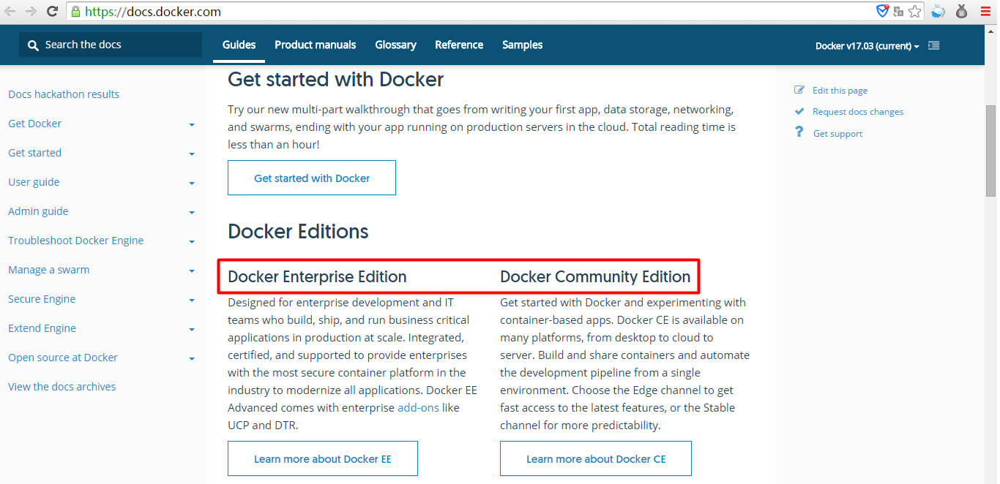 https://docs.docker.com
Search the docs
Guides
Product manuals
Glossary
Reference
Samples
Docker v17.03 (current)
Docs hackathon results
Get Docker
Get started
User guide
Admin guide
Troubleshoot Docker Engine
Manage a swarm
Secure Engine
Extend Engine
Open source at Docker
View the docs archives
Get started with Docker
Try our new multi-part walkthrough that goes from writing your first app, data storage, networking,
and swarms, ending with your app running on production servers in the cloud. Total reading time is
less than an hour!
Get started with Docker
Docker Editions
Docker Enterprise Edition
Designed for enterprise development and IT
teams who build, ship, and run business critical
applications in production at scale. Integrated,
certified, and supported to provide enterprises
with the most secure container platform in the
industry to modernize all applications. Docker EE
Advanced comes with enterprise add-ons like
UCP and DTR.
Learn more about Docker EE
Docker Community Edition
Get started with Docker and experimenting with
container-based apps. Docker CE is available on
many platforms, from desktop to cloud to
server. Build and share containers and automate
the development pipeline from a single
environment. Choose the Edge channel to get
fast access to the latest features, or the Stable
channel for more predictability.
Learn more about Docker CE
Edit this page
Request docs changes
Get support